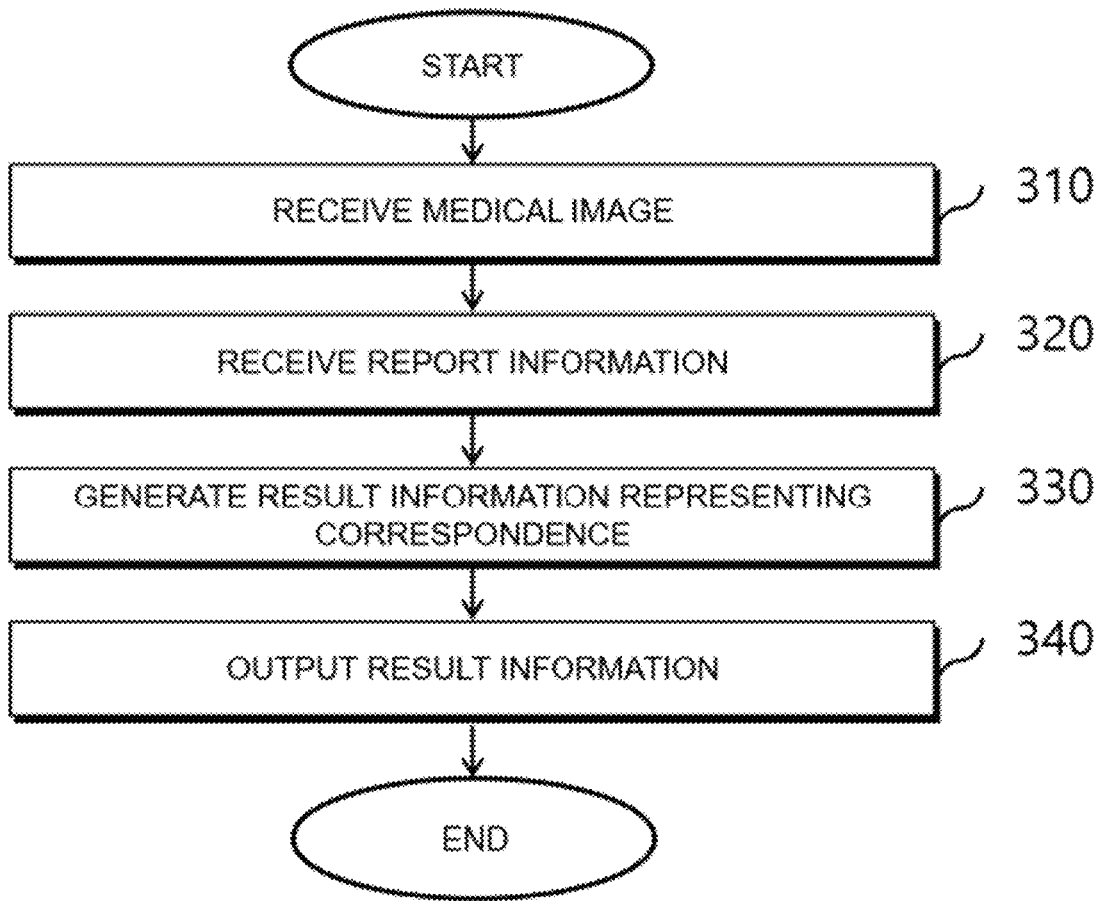 START
RECEIVE MEDICAL IMAGE
310
RECEIVE REPORT INFORMATION
320
GENERATE RESULT INFORMATION REPRESENTING
CORRESPONDENCE
330
OUTPUT RESULT INFORMATION
340
END